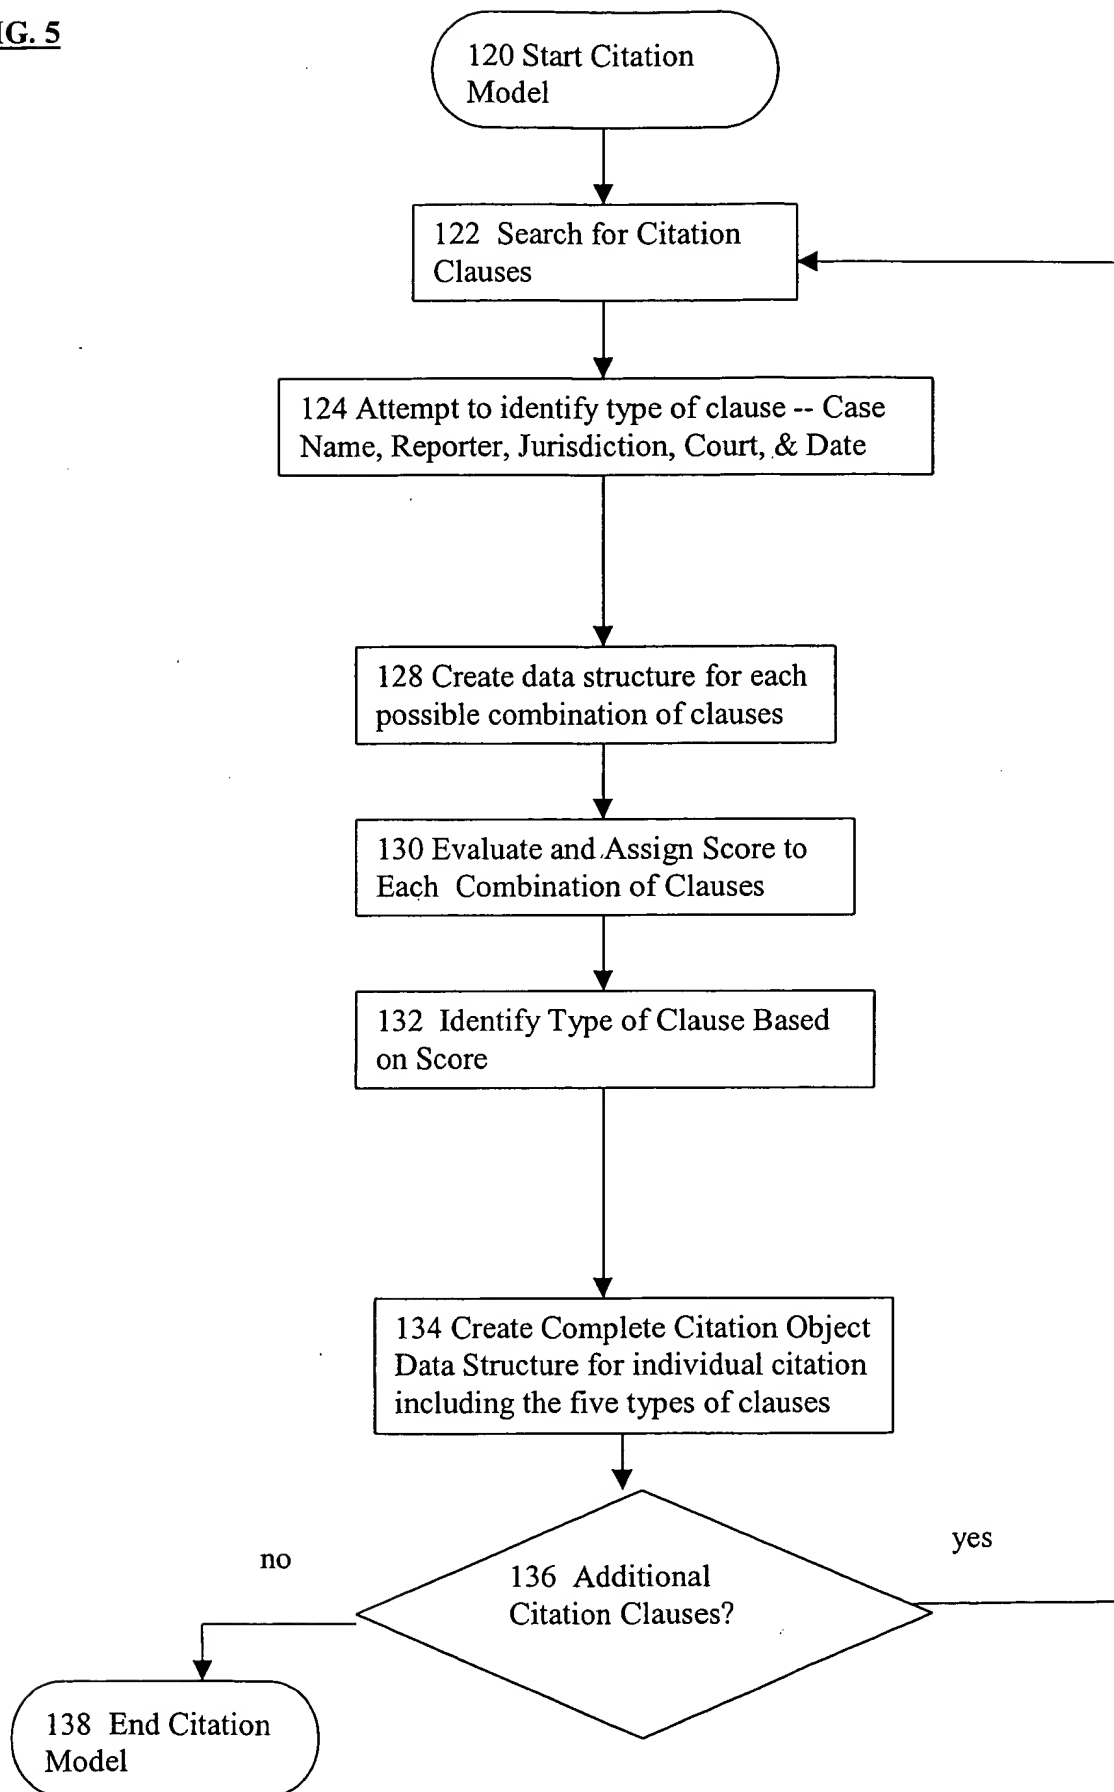 IG. 5
120 Start Citation
Model
122 Search for Citation
Clauses
124 Attempt to identify type of clause -- Case
Name, Reporter, Jurisdiction, Court, & Date
128 Create data structure for each
possible combination of clauses
130 Evaluate and Assign Score to
Each Combination of Clauses
132 Identify Type of Clause Based
on Score
134 Create Complete Citation Object
Data Structure for individual citation
including the five types of clauses
no
yes
136 Additional
Citation Clauses?
138 End Citation
Model